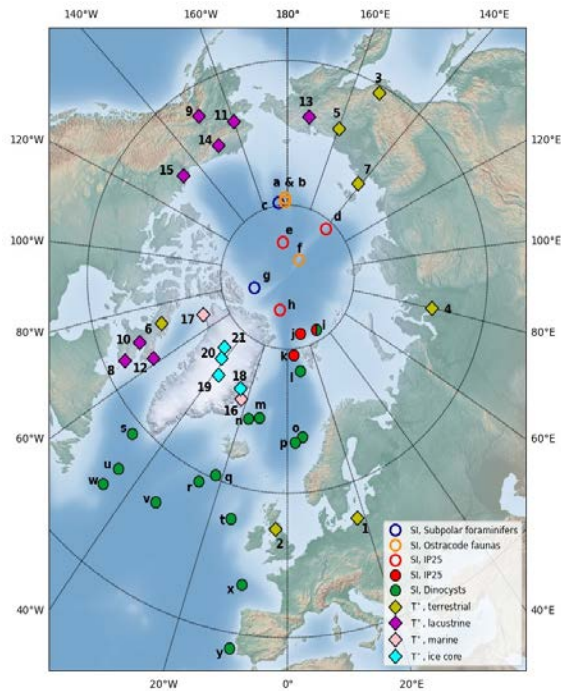 140°W 160°W 180° 160°E 140°E
3
9 11 13
5
120°W 14 120°E
15 7
a & b
c
d
100°W e 100°E
f
g
17 h
6 j i 4
80°W 10 21 k 80°E
20
8 12 l
19 18
16 m
n
s o
60°W p 60°E
u q
w r
v
t
1
2
x
y
40°W 40°E
20°W 0° 20°E
SI, Subpolar foraminifers
SI, Ostracode faunas
SI, IP25
SI, IP25
SI, Dinocysts
T°, terrestrial
T°, lacustrine
T°, marine
T°, ice core